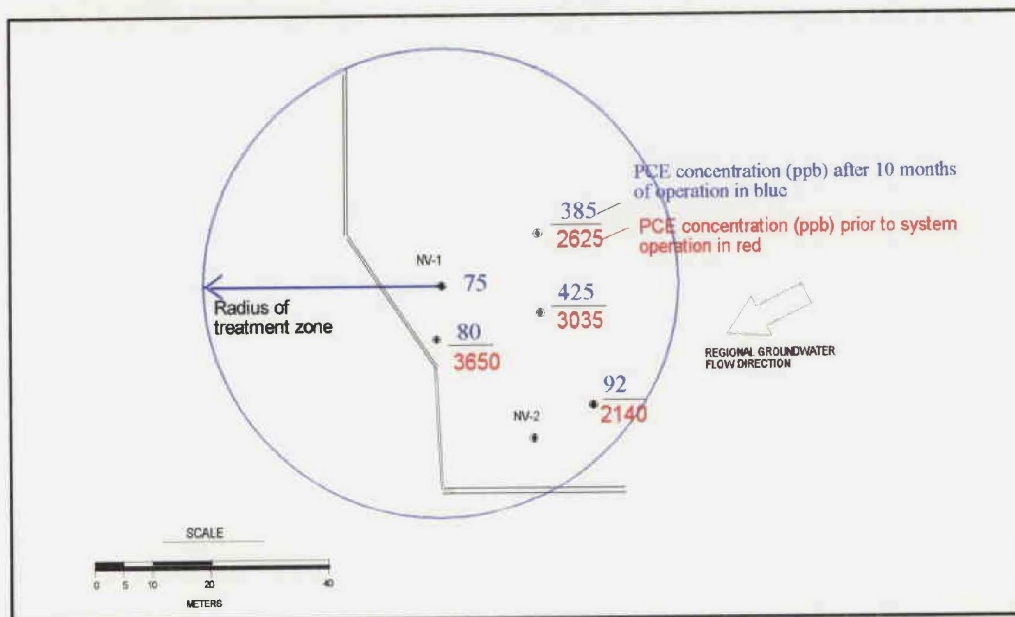 PCE concentration (ppb) after 10 months
of operation in blue
385
2625
PCE concentration (ppb) prior to system
operation in red
NV-1
75
Radius of
treatment zone
425
3035
80
3650
REGIONAL GROUNDWATER
FLOW DIRECTION
92
2140
NV-2
SCALE
0 5 10 20 40
METERS